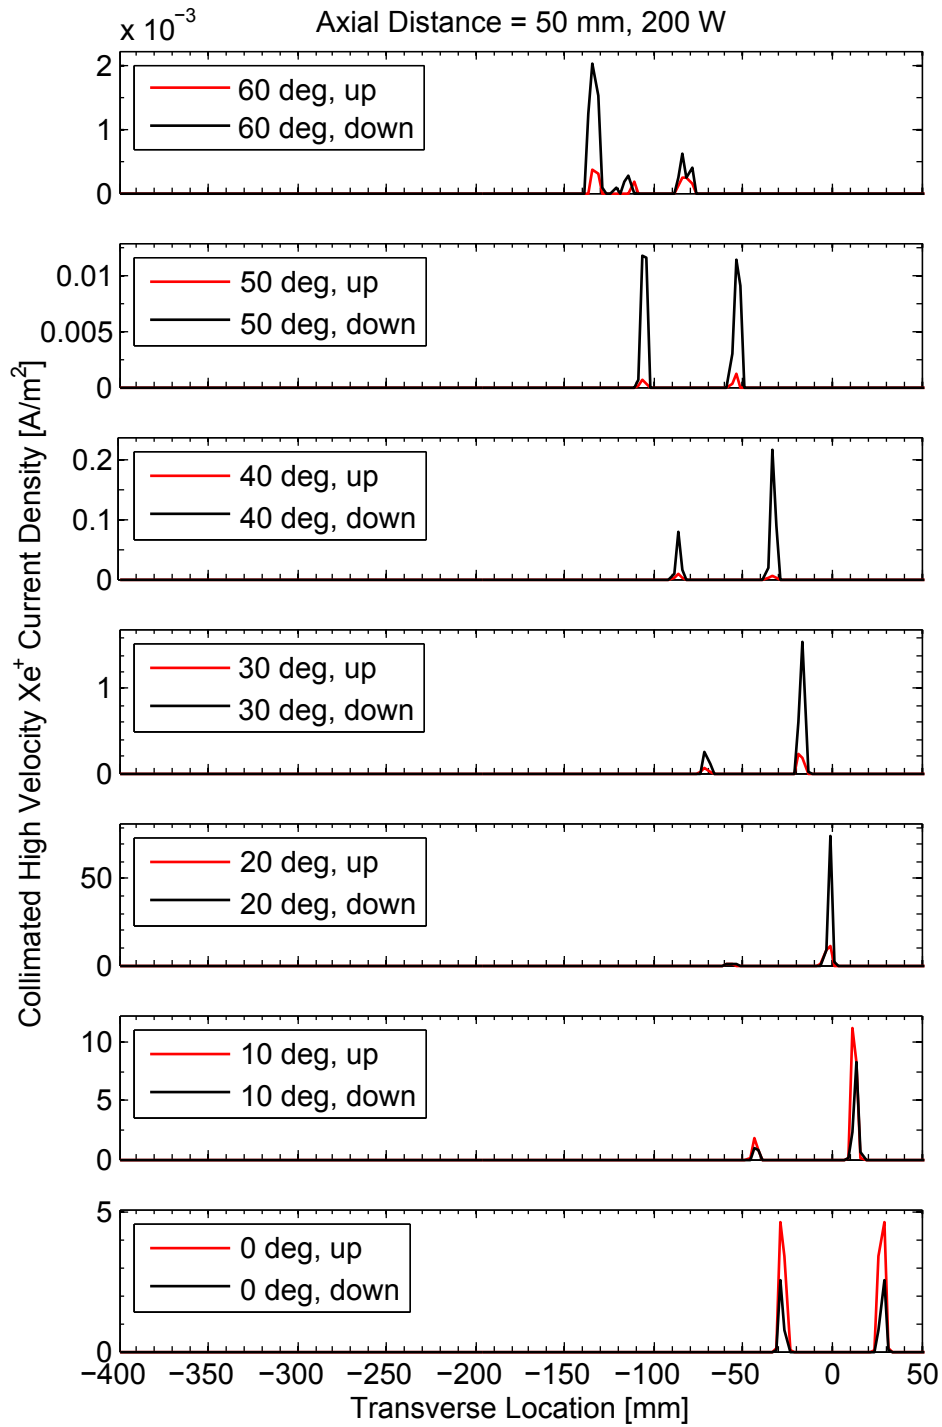 x 10−3
Axial Distance = 50 mm, 200 W
2
1
0
60 deg, up
60 deg, down
0.01
0.005
0
50 deg, up
50 deg, down
0.2
0.1
0
40 deg, up
40 deg, down
1
0
30 deg, up
30 deg, down
50
0
20 deg, up
20 deg, down
10
5
0
10 deg, up
10 deg, down
5
0
0 deg, up
0 deg, down
−400 −350 −300 −250 −200 −150 −100 −50 0 50
Transverse Location [mm]
Collimated High Velocity Xe+ Current Density [A/m2]